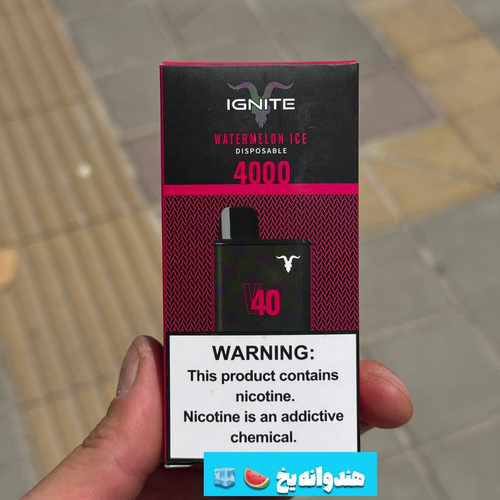 IGNITE
WATERMELON ICE
DISPOSABLE
4000
V40
WARNING:
This product contains
nicotine.
Nicotine is an addictive
chemical.
هندوانه یخ